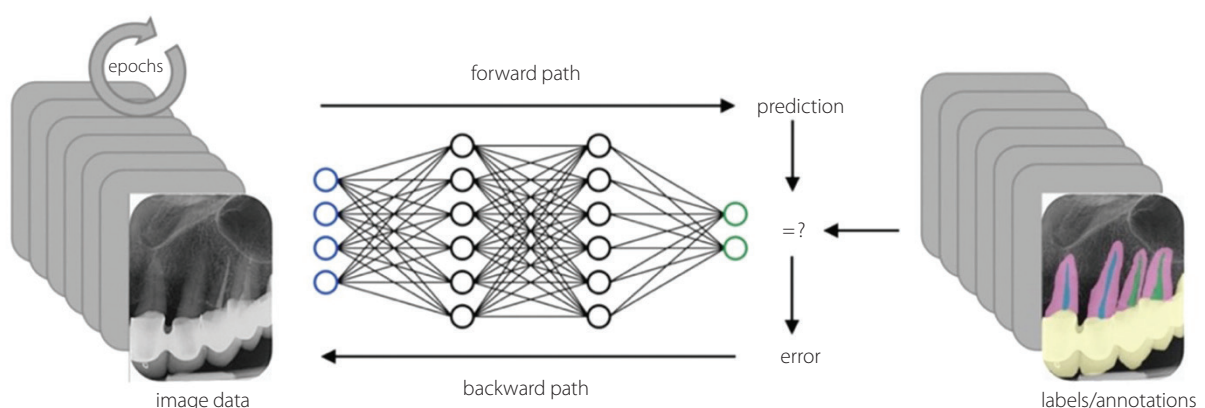 epochs
forward path
prediction
=?
error
backward path
image data
labels/annotations